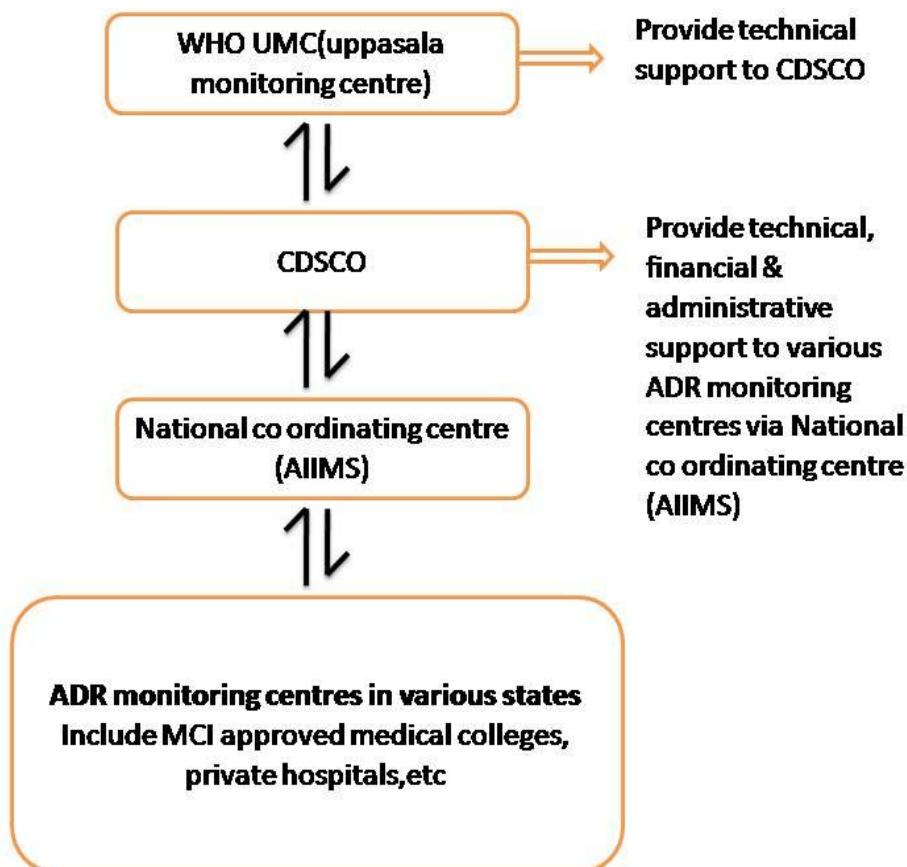 WHO UMC(uppasala
monitoring centre)
Provide technical
support to CDSCO
CDSCO
Provide technical,
financial &
administrative
support to various
ADR monitoring
centres via National
co ordinating centre
(AIIMS)
National co ordinating centre
(AIIMS)
ADR monitoring centres in various states
Include MCI approved medical colleges,
private hospitals,etc